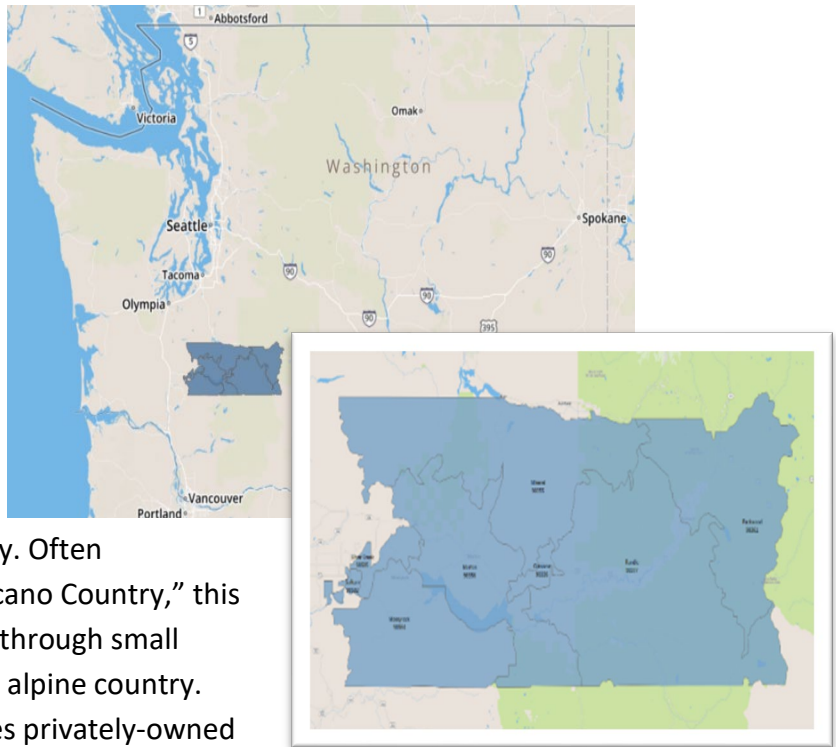 1
Abbotsford
5
Victoria
Omak
Washington
Seattle
Spokane
90
Tacoma
90
Olympia
90
90
395
Vancouver
Portland
y. Often
cano Country,” this
through small
alpine country.
es privately-owned